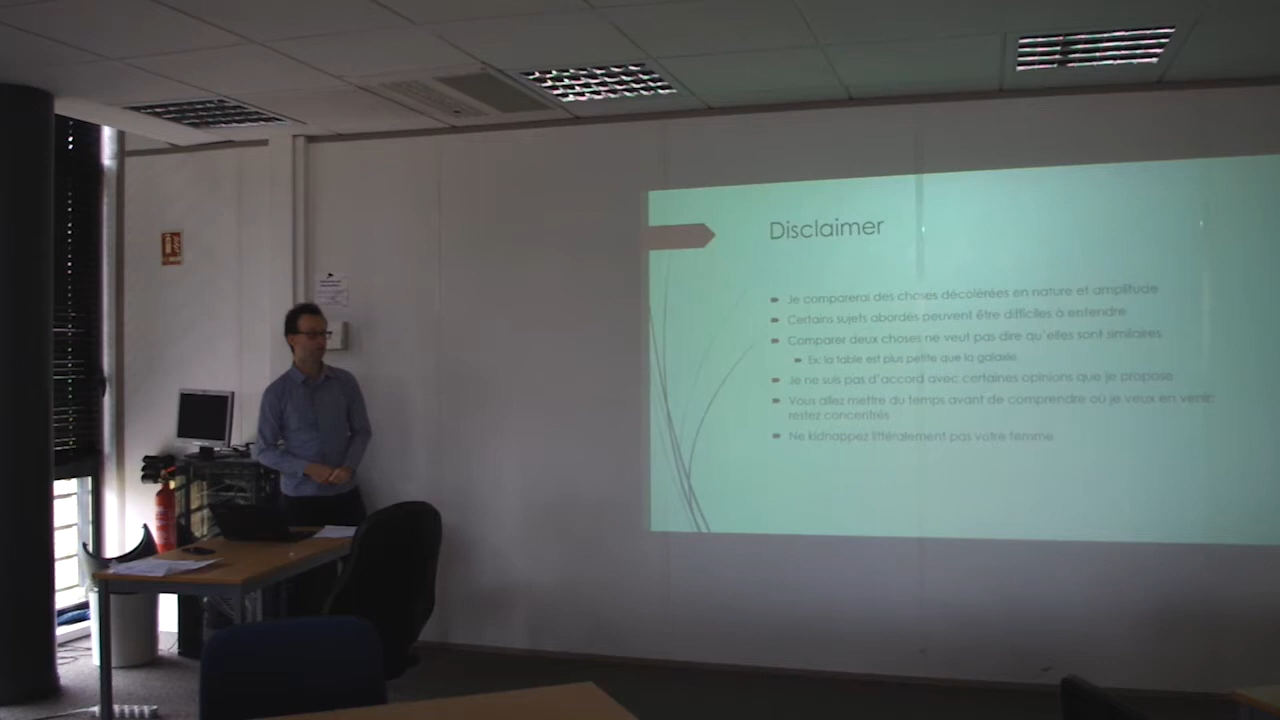 Disclaimer
Je comparerai des choses décolérées en nature et amplitude
Certains sujets abordés peuvent être difficiles à entendre
Comparer deux choses ne veut pas dire qu'elles sont similaires
Ex: la table est plus petite que la galaxie
Je ne suis pas d'accord avec certaines opinions que je propose
Vous allez mettre du temps avant de comprendre où je veux en venir:
restez concentrés
Ne kidnappez littéralement pas votre femme